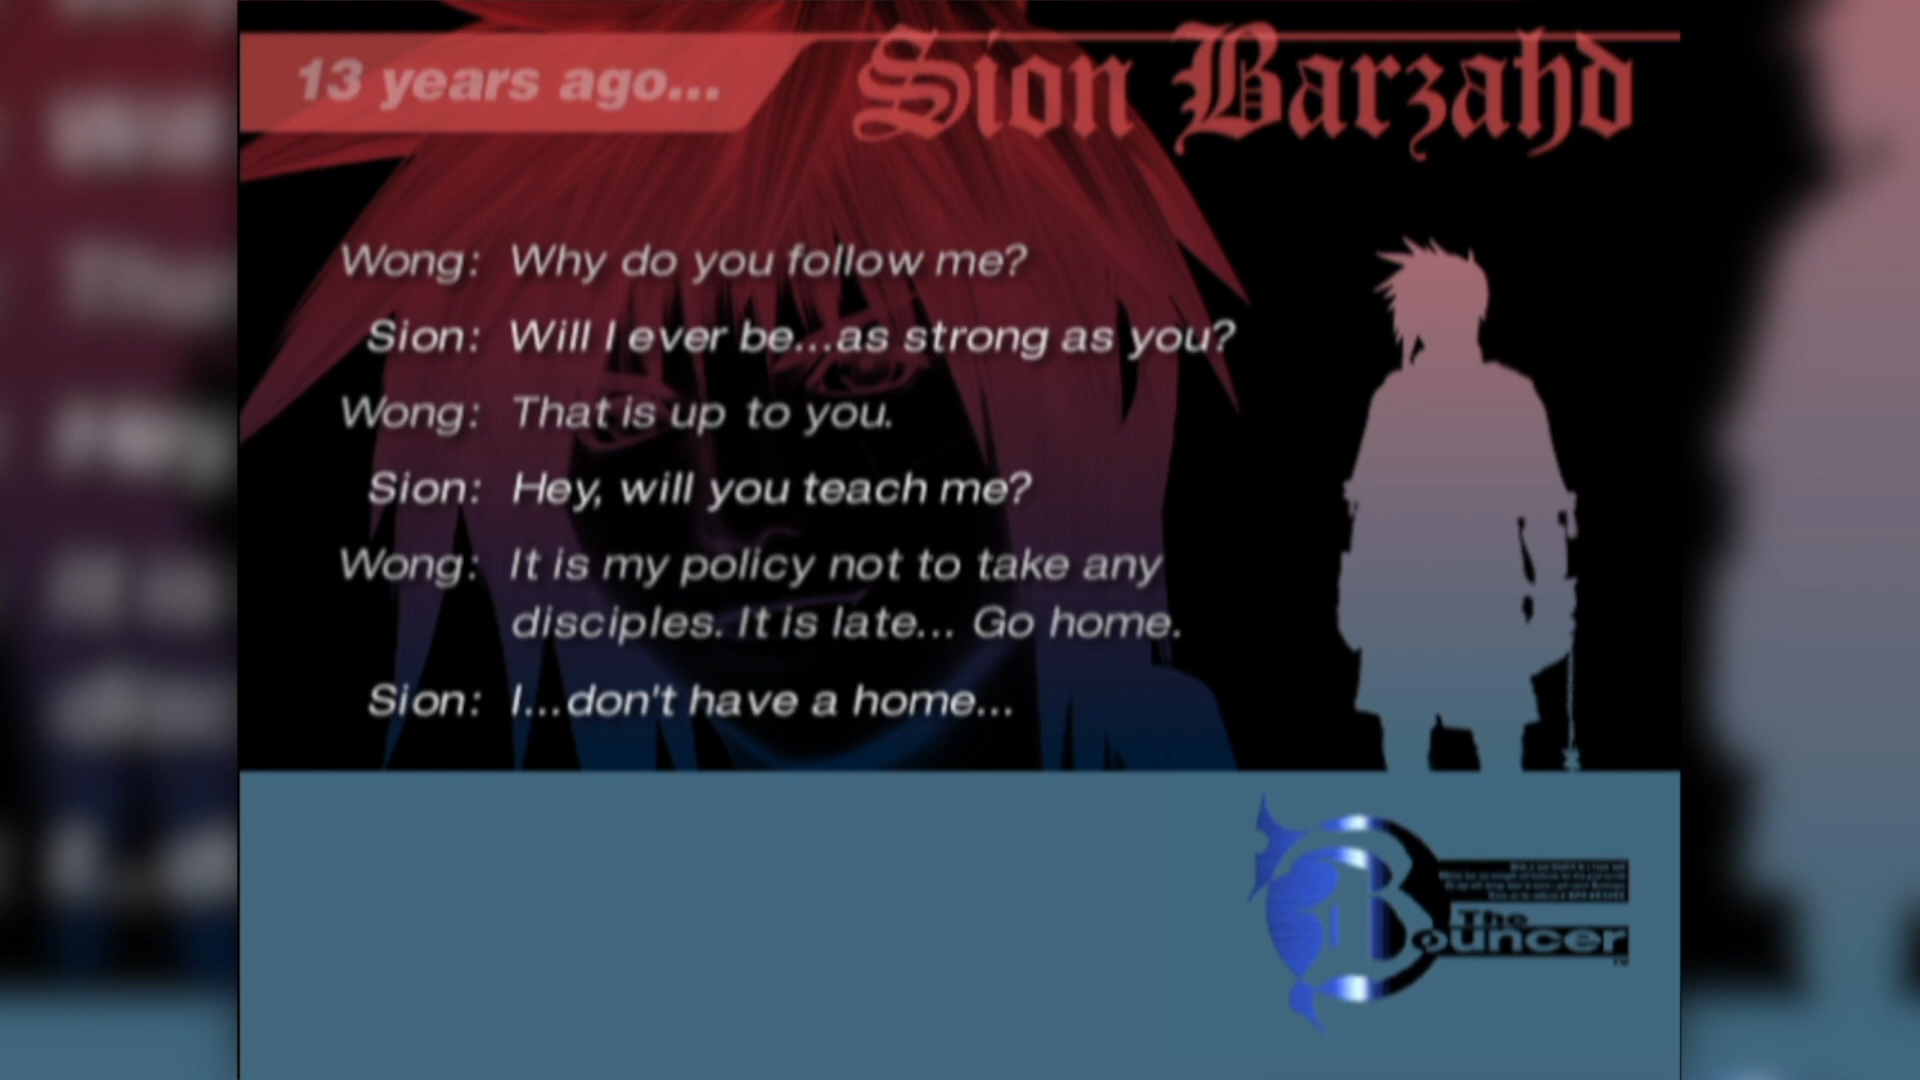 13 years ago...
Sion Barzahd
Wong: Why do you follow me?
Sion: Will I ever be...as strong as you?
Wong: That is up to you.
Sion: Hey, will you teach me?
Wong: It is my policy not to take any
disciples. It is late... Go home.
Sion: I...don't have a home...
The
Bouncer